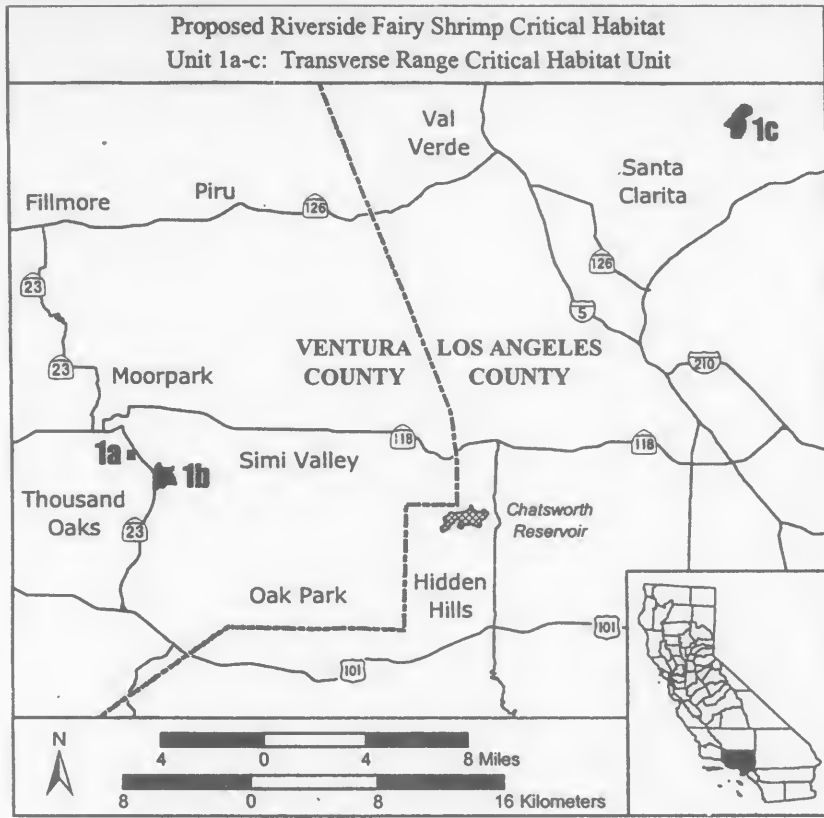 Proposed Riverside Fairy Shrimp Critical Habitat
Unit 1a-c: Transverse Range Critical Habitat Unit
Val
Verde
1c
Santa
Clarita
Fillmore
Piru
126
126
23
5
VENTURA
COUNTY
LOS ANGELES
COUNTY
23
Moorpark
210
118
118
1a
1b
Simi Valley
Thousand
Oaks
23
Chatsworth
Reservoir
Oak Park
Hidden
Hills
101
101
N
4 0 4 8 Miles
8 0 8 16 Kilometers